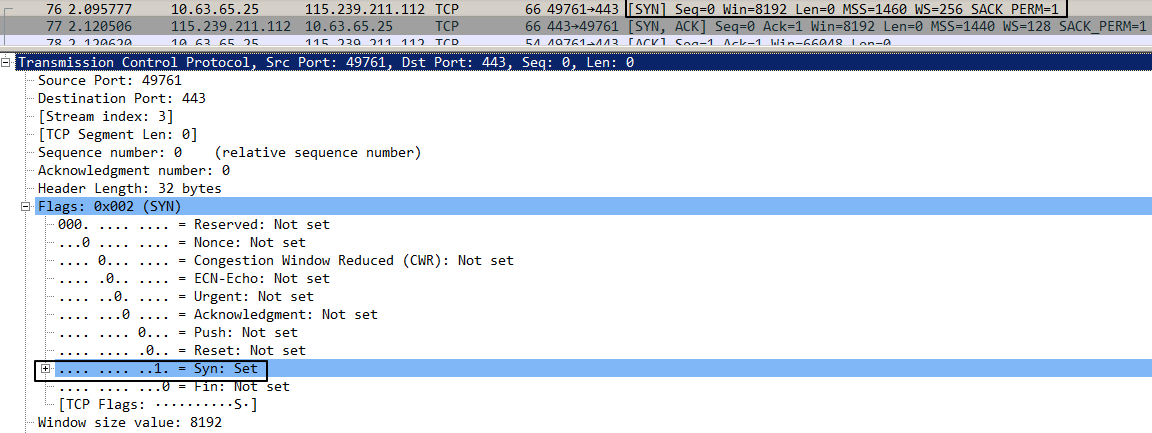 76 2.095777 10.63.65.25 115.239.211.112 TCP 66 49761→443 [SYN] Seq=0 Win=8192 Len=0 MSS=1460 WS=256 SACK_PERM=1
77 2.120506 115.239.211.112 10.63.65.25 TCP 66 443→49761 [SYN, ACK] Seq=0 Ack=1 Win=8192 Len=0 MSS=1440 WS=128 SACK_PERM=1
78 2.120620 10.63.65.25 115.239.211.112 TCP 54 49761→443 [ACK] Seq=1 Ack=1 Win=66048 Len=0
Transmission Control Protocol, Src Port: 49761, Dst Port: 443, Seq: 0, Len: 0
Source Port: 49761
Destination Port: 443
[Stream index: 3]
[TCP Segment Len: 0]
Sequence number: 0 (relative sequence number)
Acknowledgment number: 0
Header Length: 32 bytes
Flags: 0x002 (SYN)
000. .... .... = Reserved: Not set
...0 .... .... = Nonce: Not set
.... 0... .... = Congestion Window Reduced (CWR): Not set
.... .0.. .... = ECN-Echo: Not set
.... ..0. .... = Urgent: Not set
.... ...0 .... = Acknowledgment: Not set
.... .... 0... = Push: Not set
.... .... .0.. = Reset: Not set
.... .... ..1. = Syn: Set
.... .... ...0 = Fin: Not set
[TCP Flags: ··········S·]
Window size value: 8192